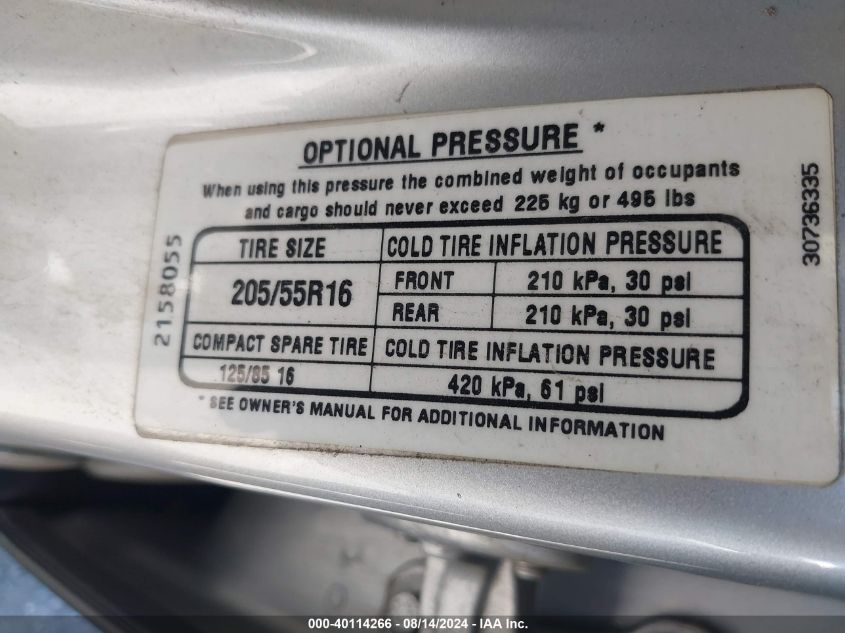 OPTIONAL PRESSURE *
When using this pressure the combined weight of occupants
and cargo should never exceed 225 kg or 495 lbs
TIRE SIZE COLD TIRE INFLATION PRESSURE
205/55R16 FRONT 210 kPa, 30 psi
REAR 210 kPa, 30 psi
COMPACT SPARE TIRE COLD TIRE INFLATION PRESSURE
125/85 16 420 kPa, 61 psi
* SEE OWNER'S MANUAL FOR ADDITIONAL INFORMATION
2158055
30736335
000-40114266 - 08/14/2024 - IAA Inc.